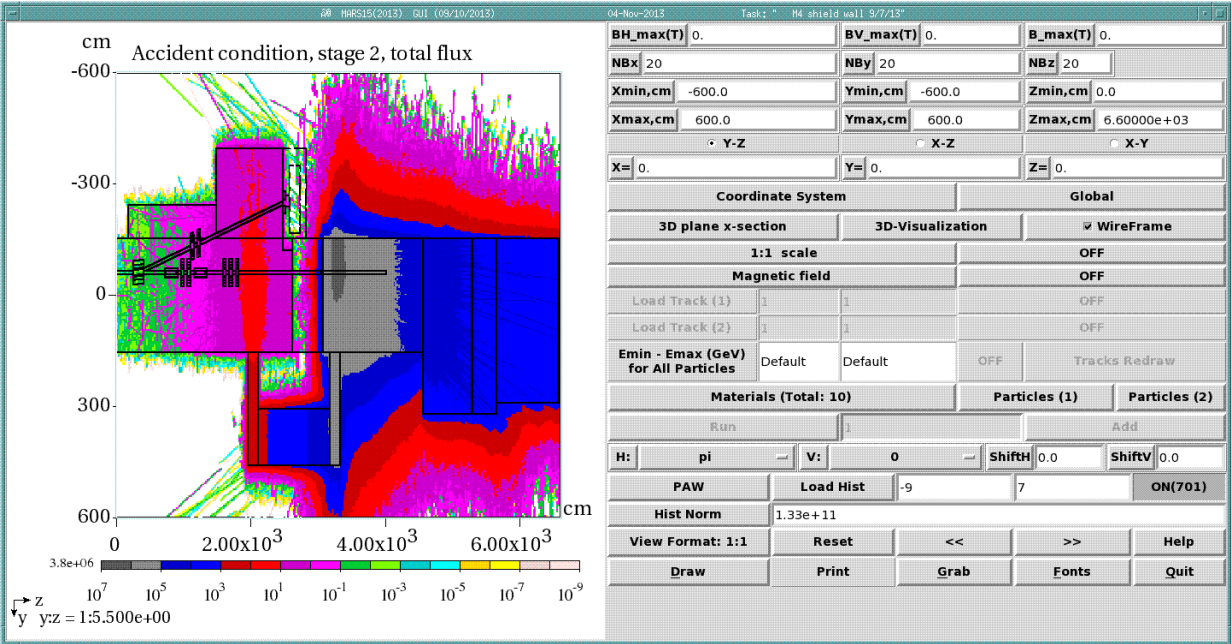 MARS15(2013) GUI (09/10/2013) 04-Nov-2013 Task: " M4 shield wall 9/7/13"
cm
Accident condition, stage 2, total flux
-600
-300
0
300
600
cm
0 2.00x10³ 4.00x10³ 6.00x10³
3.8e+06
10⁷ 10⁵ 10³ 10¹ 10⁻¹ 10⁻³ 10⁻⁵ 10⁻⁷ 10⁻⁹
z
y y:z = 1:5.500e+00
BH_max(T) 0. BV_max(T) 0. B_max(T) 0.
NBx 20 NBy 20 NBz 20
Xmin,cm -600.0 Ymin,cm -600.0 Zmin,cm 0.0
Xmax,cm 600.0 Ymax,cm 600.0 Zmax,cm 6.60000e+03
Y-Z X-Z X-Y
X= 0. Y= 0. Z= 0.
Coordinate System Global
3D plane x-section 3D-Visualization WireFrame
1:1 scale OFF
Magnetic field OFF
Load Track (1) 1 1 OFF
Load Track (2) 1 1 OFF
Emin - Emax (GeV)
for All Particles Default Default OFF Tracks Redraw
Materials (Total: 10) Particles (1) Particles (2)
Run 1 Add
H: pi V: 0 ShiftH 0.0 ShiftV 0.0
PAW Load Hist -9 7 ON(701)
Hist Norm 1.33e+11
View Format: 1:1 Reset << >> Help
Draw Print Grab Fonts Quit